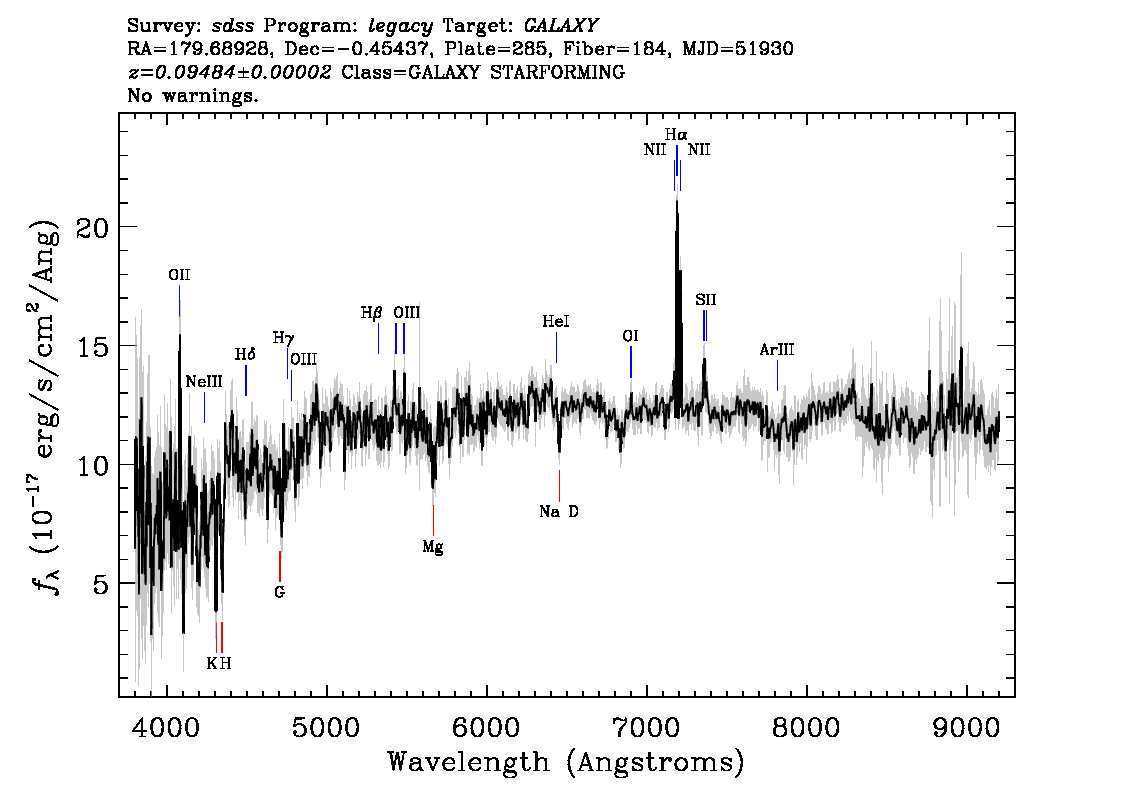 Survey: sdss Program: legacy Target: GALAXY
RA=179.68928, Dec=−0.45437, Plate=285, Fiber=184, MJD=51930
z=0.09484±0.00002 Class=GALAXY STARFORMING
No warnings.
Hα
NII NII
OII
SII
Hβ OIII
HeI
Hγ
OI
Hδ
OIII
ArIII
NeIII
Na D
Mg
G
K H
20
15
10
5
f_λ (10⁻¹⁷ erg/s/cm²/Ang)
4000 5000 6000 7000 8000 9000
Wavelength (Angstroms)